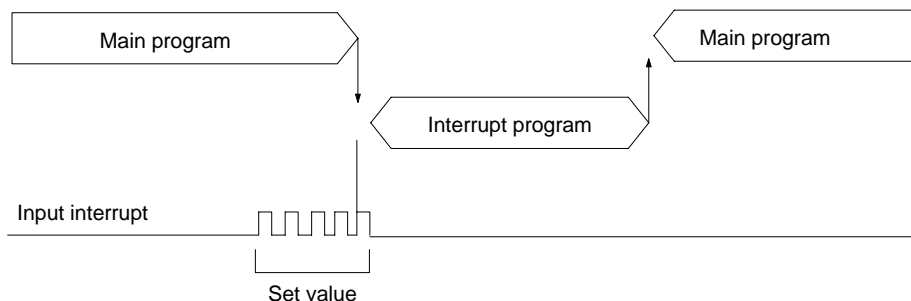 Main program
Main program
Interrupt program
Input interrupt
Set value